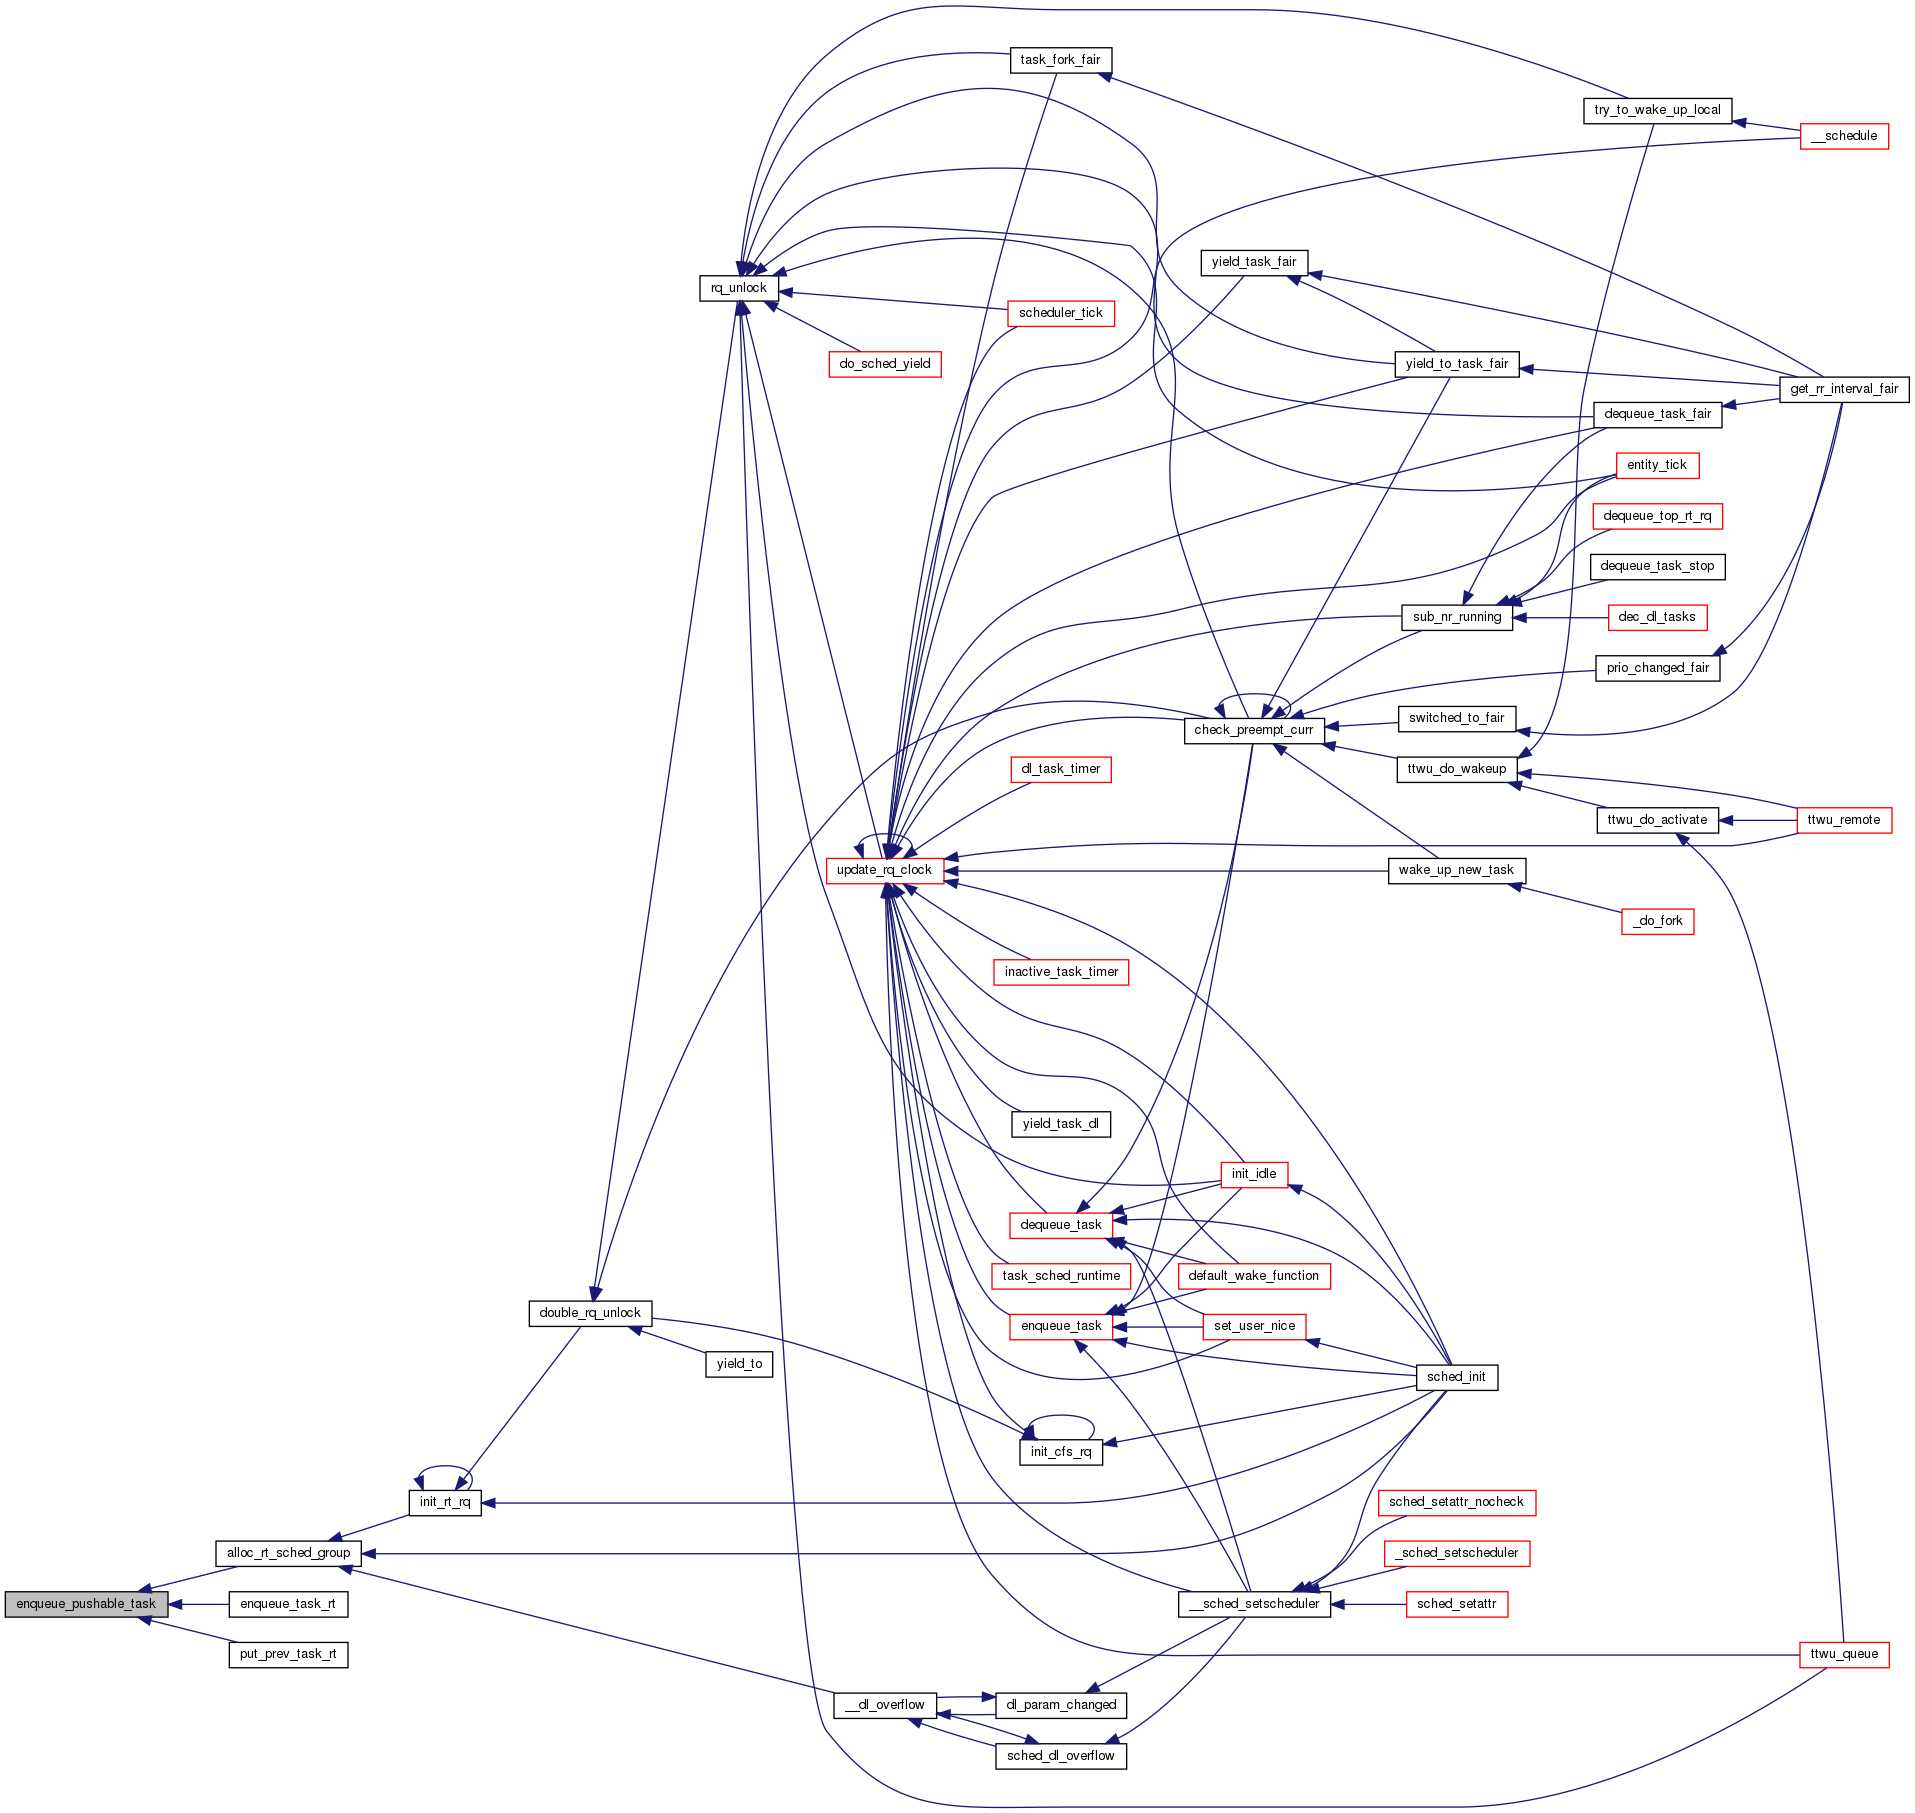 task_fork_fair
try_to_wake_up_local
__schedule
yield_task_fair
rq_unlock
scheduler_tick
do_sched_yield
yield_to_task_fair
get_rr_interval_fair
dequeue_task_fair
entity_tick
dequeue_top_rt_rq
dequeue_task_stop
sub_nr_running
dec_dl_tasks
prio_changed_fair
switched_to_fair
check_preempt_curr
dl_task_timer
ttwu_do_wakeup
ttwu_do_activate
ttwu_remote
update_rq_clock
wake_up_new_task
_do_fork
inactive_task_timer
yield_task_dl
init_idle
dequeue_task
task_sched_runtime
default_wake_function
double_rq_unlock
enqueue_task
set_user_nice
yield_to
sched_init
init_cfs_rq
init_rt_rq
sched_setattr_nocheck
alloc_rt_sched_group
_sched_setscheduler
enqueue_pushable_task
enqueue_task_rt
__sched_setscheduler
sched_setattr
put_prev_task_rt
ttwu_queue
__dl_overflow
dl_param_changed
sched_dl_overflow